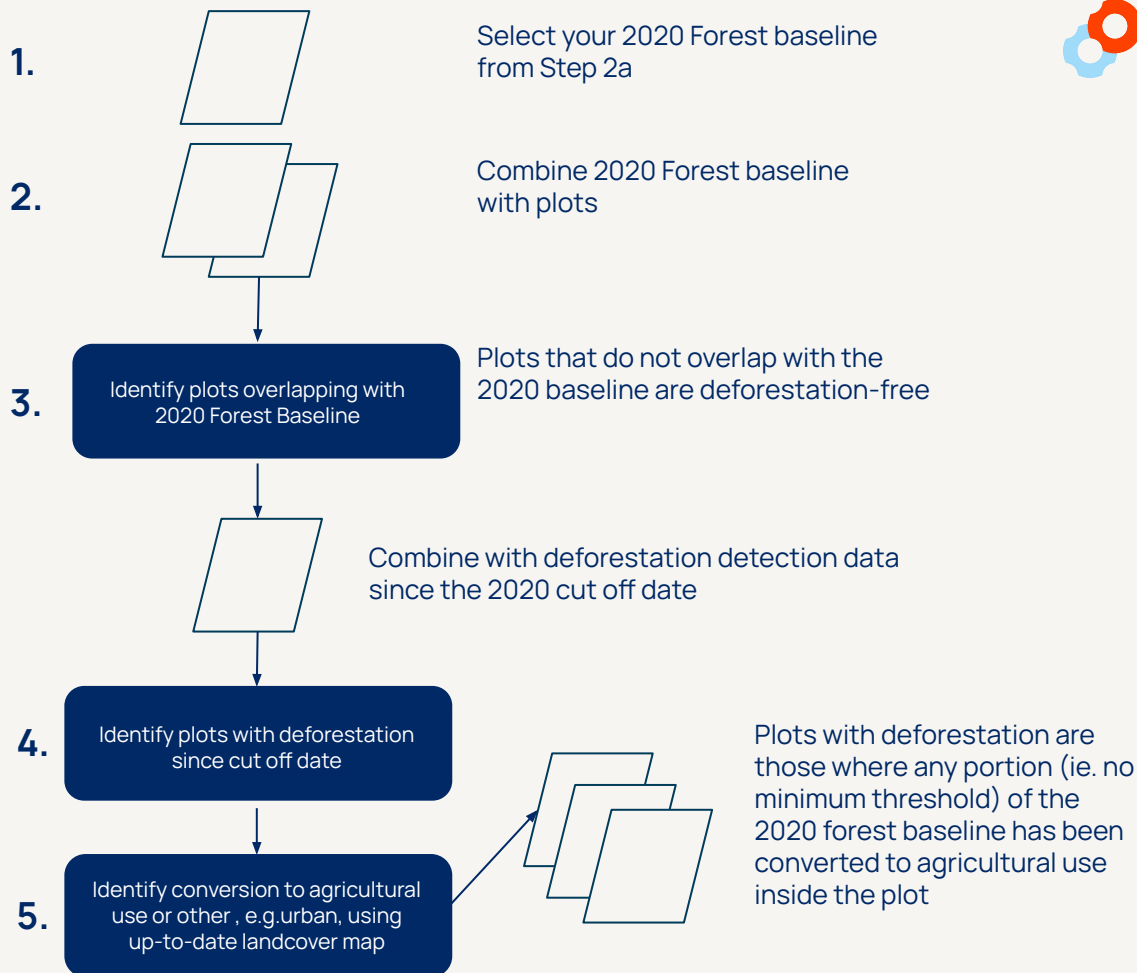 1.
Select your 2020 Forest baseline
from Step 2a
2.
Combine 2020 Forest baseline
with plots
3.
Identify plots overlapping with
2020 Forest Baseline
Plots that do not overlap with the
2020 baseline are deforestation-free
Combine with deforestation detection data
since the 2020 cut off date
4.
Identify plots with deforestation
since cut off date
Plots with deforestation are
those where any portion (ie. no
minimum threshold) of the
2020 forest baseline has been
converted to agricultural use
inside the plot
5.
Identify conversion to agricultural
use or other , e.g.urban, using
up-to-date landcover map